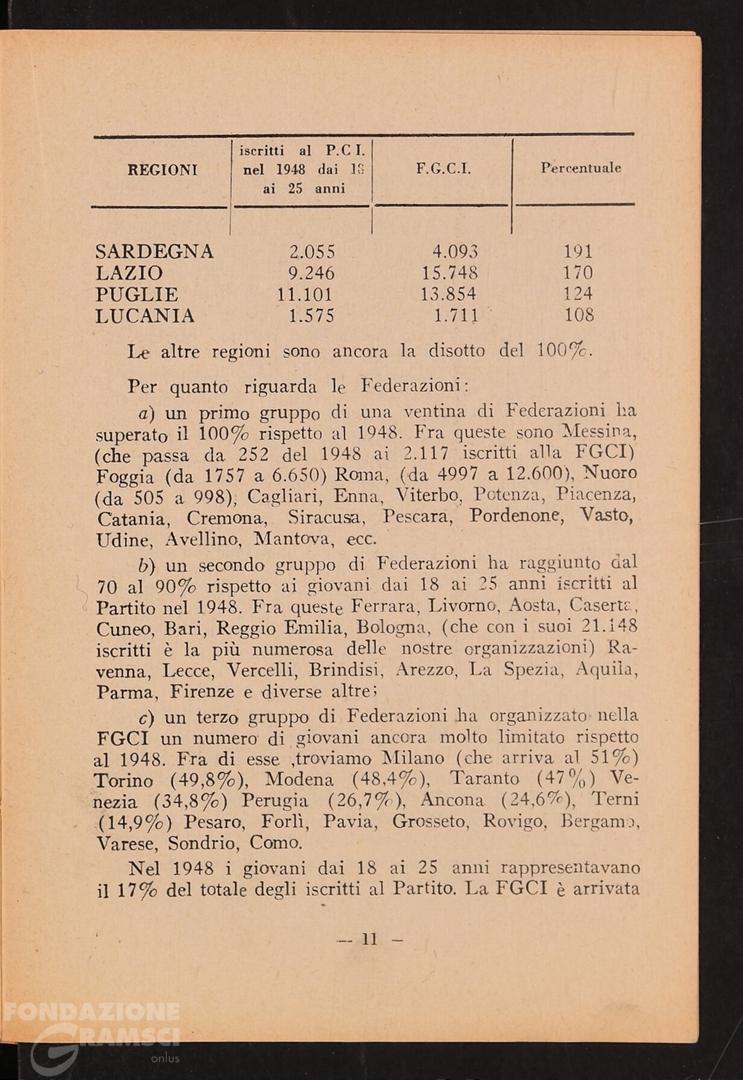 REGIONI iscritti al P.C I. nel 1948 dai 18 ai 25 anni F.G.C.I. Percentuale
SARDEGNA 2.055 4.093 191
LAZIO 9.246 15.748 170
PUGLIE 11.101 13.854 124
LUCANIA 1.575 1.711 108
Le altre regioni sono ancora la disotto del 100%.
Per quanto riguarda le Federazioni:
a) un primo gruppo di una ventina di Federazioni ha
superato il 100% rispetto al 1948. Fra queste sono Messina,
(che passa da 252 del 1948 ai 2.117 iscritti alla FGCI)
Foggia (da 1757 a 6.650) Roma, (da 4997 a 12.600), Nuoro
(da 505 a 998), Cagliari, Enna, Viterbo, Potenza, Piacenza,
Catania, Cremona, Siracusa, Pescara, Pordenone, Vasto,
Udine, Avellino, Mantova, ecc.
b) un secondo gruppo di Federazioni ha raggiunto dal
70 al 90% rispetto ai giovani dai 18 ai 25 anni iscritti al
Partito nel 1948. Fra queste Ferrara, Livorno, Aosta, Caserta,
Cuneo, Bari, Reggio Emilia, Bologna, (che con i suoi 21.148
iscritti è la più numerosa delle nostre organizzazioni) Ra-
venna, Lecce, Vercelli, Brindisi, Arezzo, La Spezia, Aquila,
Parma, Firenze e diverse altre;
c) un terzo gruppo di Federazioni ha organizzato nella
FGCI un numero di giovani ancora molto limitato rispetto
al 1948. Fra di esse ,troviamo Milano (che arriva al 51%)
Torino (49,8%), Modena (48,4%), Taranto (47%) Ve-
nezia (34,8%) Perugia (26,7%), Ancona (24,6%), Terni
(14,9%) Pesaro, Forlì, Pavia, Grosseto, Rovigo, Bergamo,
Varese, Sondrio, Como.
Nel 1948 i giovani dai 18 ai 25 anni rappresentavano
il 17% del totale degli iscritti al Partito. La FGCI è arrivata
— 11 —
FONDAZIONE
GRAMSCI
onlus